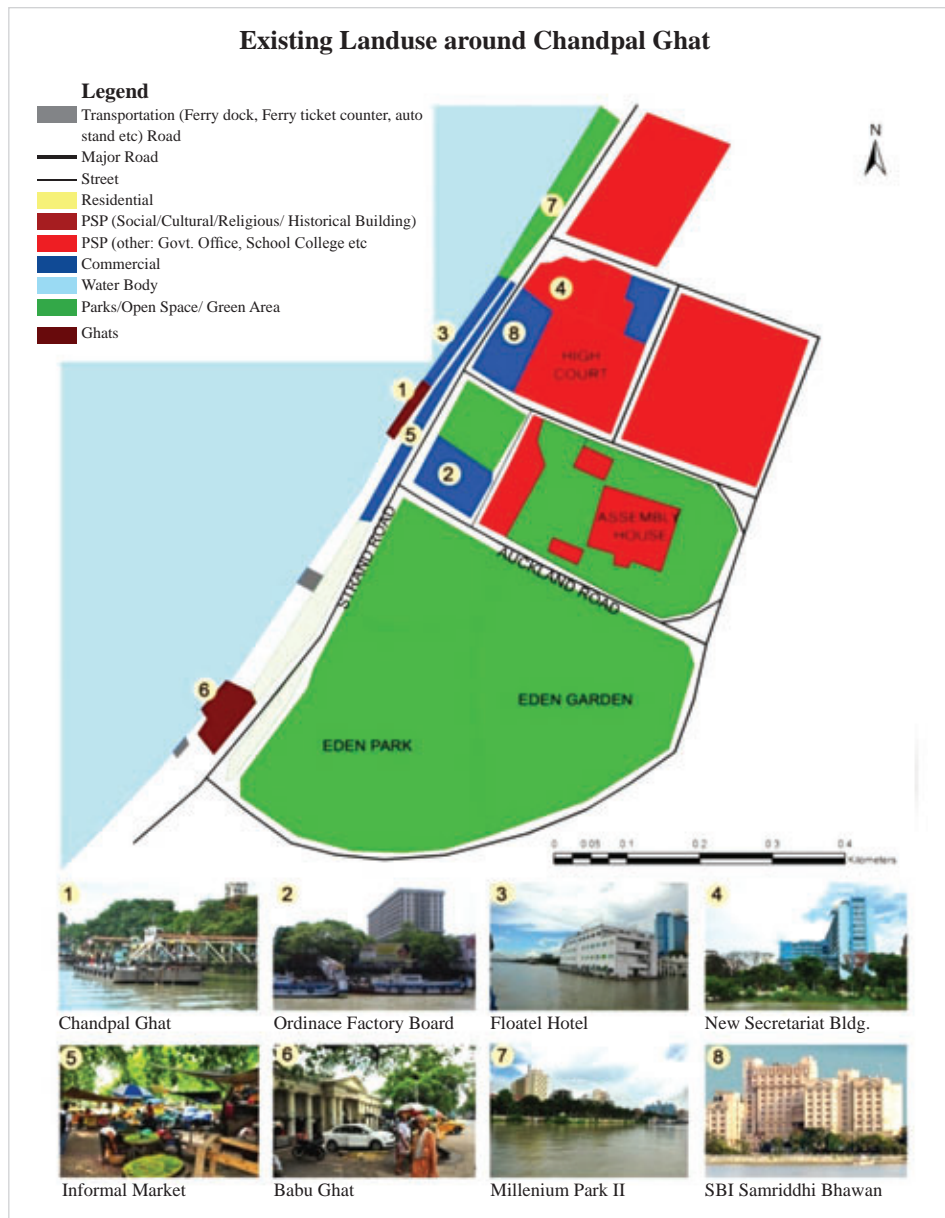 Existing Landuse around Chandpal Ghat
Legend
Transportation (Ferry dock, Ferry ticket counter, auto
stand etc) Road
Major Road
Street
Residential
PSP (Social/Cultural/Religious/ Historical Building)
PSP (other: Govt. Office, School College etc
Commercial
Water Body
Parks/Open Space/ Green Area
Ghats
N
7
4
3
8
HIGH
COURT
1
5
2
ASSEMBLY
HOUSE
STRAND ROAD
AUCKLAND ROAD
6
EDEN GARDEN
EDEN PARK
0 0.05 0.1 0.2 0.3 0.4
Kilometers
1 2 3 4
Chandpal Ghat Ordinace Factory Board Floatel Hotel New Secretariat Bldg.
5 6 7 8
Informal Market Babu Ghat Millenium Park II SBI Samriddhi Bhawan